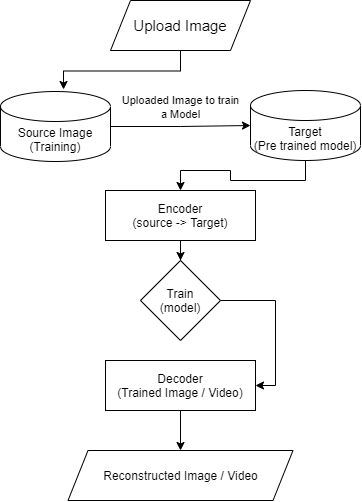 Upload Image
Uploaded Image to train
a Model
Source Image
(Training)
Target
(Pre trained model)
Encoder
(source -> Target)
Train
(model)
Decoder
(Trained Image / Video)
Reconstructed Image / Video